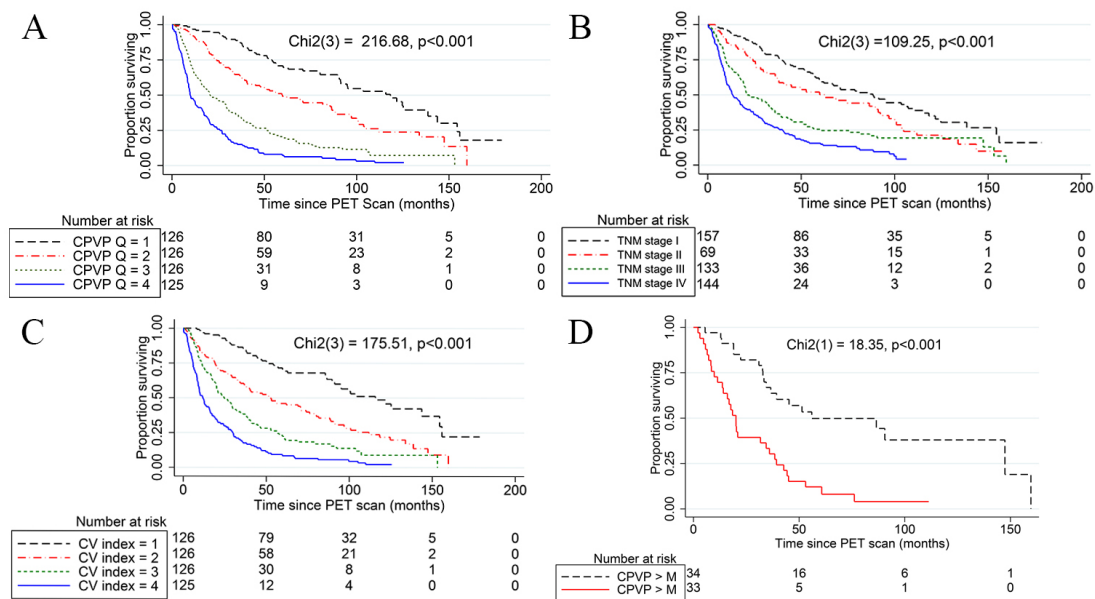 A
Proportion surviving
1.00
0.75
0.50
0.25
0.00
Chi2(3) = 216.68, p<0.001
0 50 100 150 200
Time since PET Scan (months)
Number at risk
CPVP Q = 1 126 80 31 5 0
CPVP Q = 2 126 59 23 2 0
CPVP Q = 3 126 31 8 1 0
CPVP Q = 4 125 9 3 0 0
B
Proportion surviving
1.00
0.75
0.50
0.25
0.00
Chi2(3) =109.25, p<0.001
0 50 100 150 200
Time since PET Scan (months)
Number at risk
TNM stage I 157 86 35 5 0
TNM stage II 69 33 15 1 0
TNM stage III 133 36 12 2 0
TNM stage IV 144 24 3 0 0
C
Proportion surviving
1.00
0.75
0.50
0.25
0.00
Chi2(3) = 175.51, p<0.001
0 50 100 150 200
Time since PET scan (months)
Number at risk
CV index = 1 126 79 32 5 0
CV index = 2 126 58 21 2 0
CV index = 3 126 30 8 1 0
CV index = 4 125 12 4 0 0
D
Proportion surviving
1.00
0.75
0.50
0.25
0.00
Chi2(1) = 18.35, p<0.001
0 50 100 150
Time since PET scan (months)
Number at risk
CPVP > M 34 16 6 1
CPVP > M 33 5 1 0